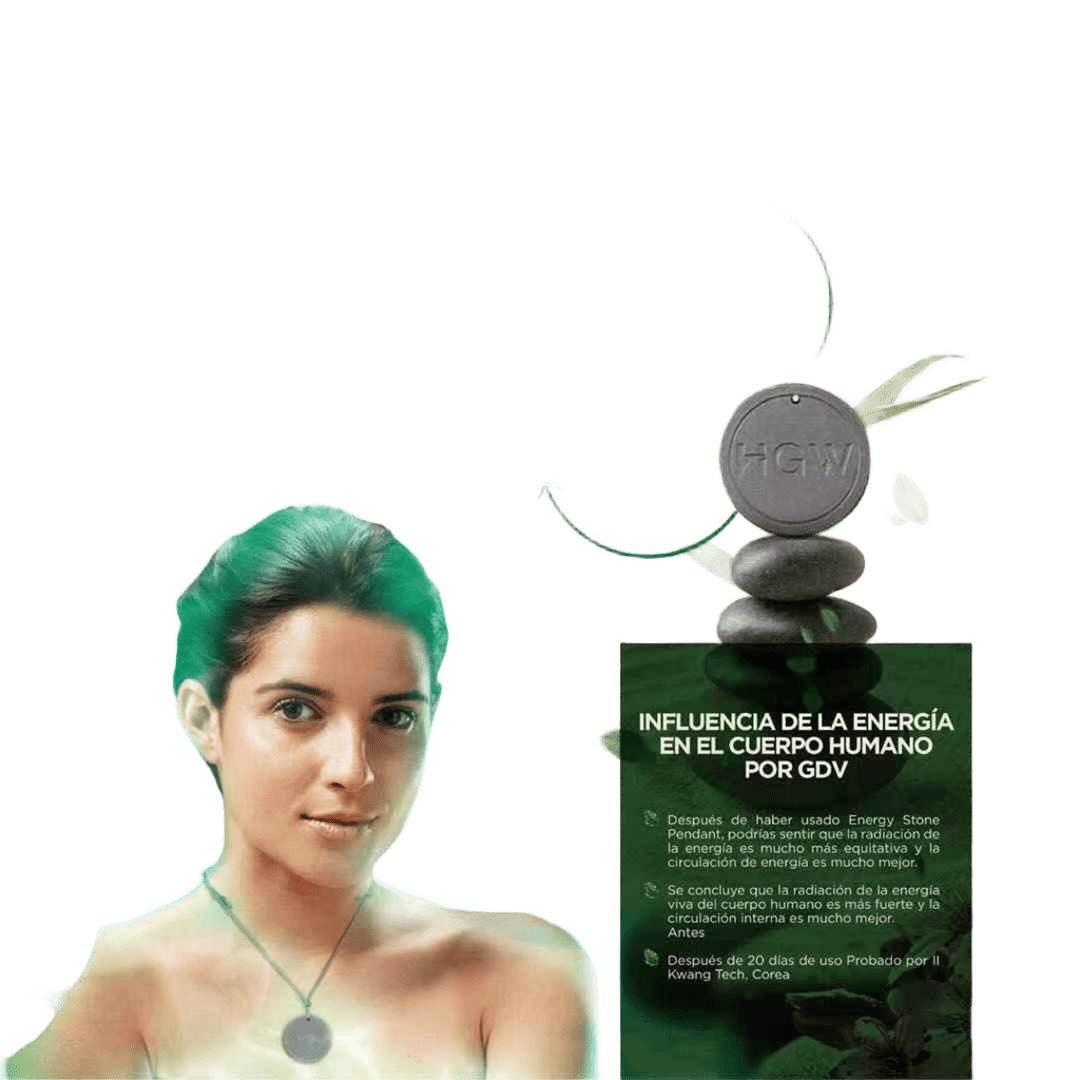 HGW
INFLUENCIA DE LA ENERGÍA
EN EL CUERPO HUMANO
POR GDV
Después de haber usado Energy Stone
Pendant, podrías sentir que la radiación de
la energía es mucho más equitativa y la
circulación de energía es mucho mejor.
Se concluye que la radiación de la energía
viva del cuerpo humano es más fuerte y la
circulación interna es mucho mejor.
Antes
Después de 20 días de uso Probado por Il
Kwang Tech, Corea